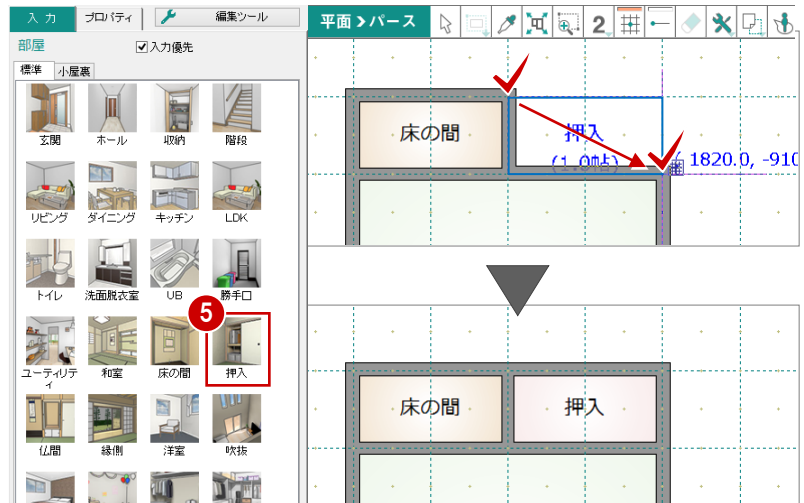 入 力
プロパティ
編集ツール
部屋
入力優先
標準
小屋裏
玄関
ホール
収納
階段
リビング
ダイニング
キッチン
LDK
トイレ
洗面脱衣室
UB
勝手口
5
ユーティリテ
ィ
和室
床の間
押入
仏間
縁側
洋室
吹抜
平面
パース
2
床の間
押入
(1.0帖)
1820.0, -910
床の間
押入